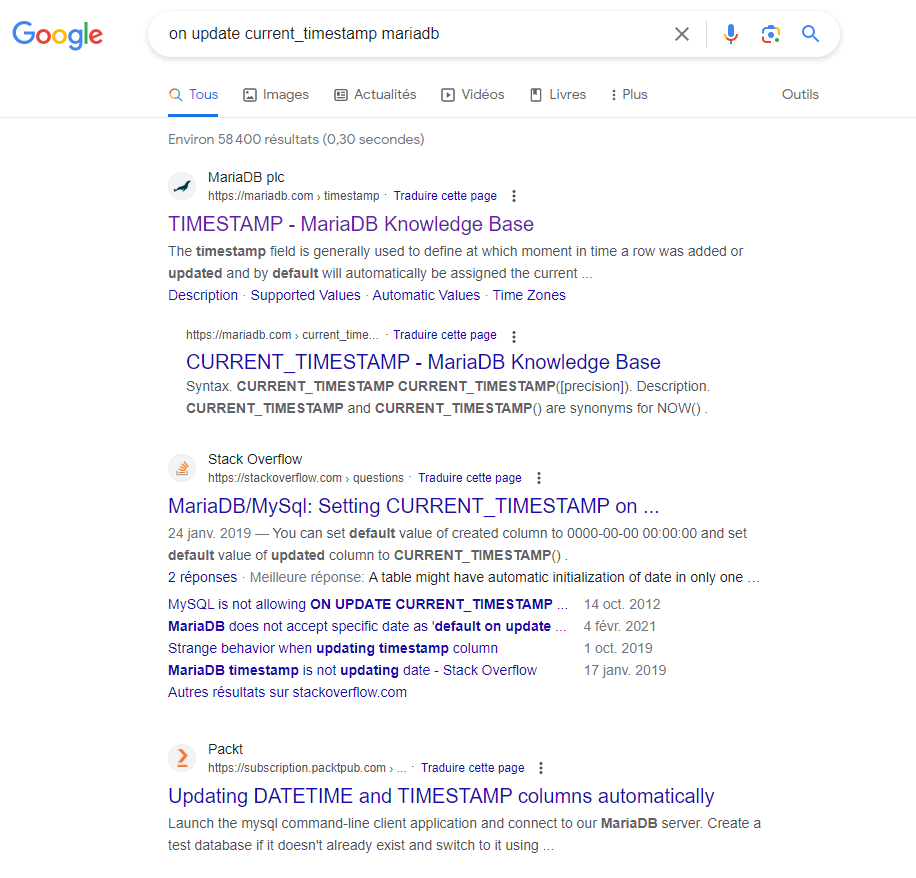 Google
on update current_timestamp mariadb
Tous Images Actualités Vidéos Livres Plus Outils
Environ 58 400 résultats (0,30 secondes)
MariaDB plc
https://mariadb.com › timestamp · Traduire cette page
TIMESTAMP - MariaDB Knowledge Base
The timestamp field is generally used to define at which moment in time a row was added or
updated and by default will automatically be assigned the current ...
Description · Supported Values · Automatic Values · Time Zones
https://mariadb.com › current_time... · Traduire cette page
CURRENT_TIMESTAMP - MariaDB Knowledge Base
Syntax. CURRENT_TIMESTAMP CURRENT_TIMESTAMP([precision]). Description.
CURRENT_TIMESTAMP and CURRENT_TIMESTAMP() are synonyms for NOW() .
Stack Overflow
https://stackoverflow.com › questions · Traduire cette page
MariaDB/MySql: Setting CURRENT_TIMESTAMP on ...
24 janv. 2019 — You can set default value of created column to 0000-00-00 00:00:00 and set
default value of updated column to CURRENT_TIMESTAMP() .
2 réponses · Meilleure réponse: A table might have automatic initialization of date in only one ...
MySQL is not allowing ON UPDATE CURRENT_TIMESTAMP ... 14 oct. 2012
MariaDB does not accept specific date as 'default on update ... 4 févr. 2021
Strange behavior when updating timestamp column 1 oct. 2019
MariaDB timestamp is not updating date - Stack Overflow 17 janv. 2019
Autres résultats sur stackoverflow.com
Packt
https://subscription.packtpub.com › ... · Traduire cette page
Updating DATETIME and TIMESTAMP columns automatically
Launch the mysql command-line client application and connect to our MariaDB server. Create a
test database if it doesn't already exist and switch to it using ...